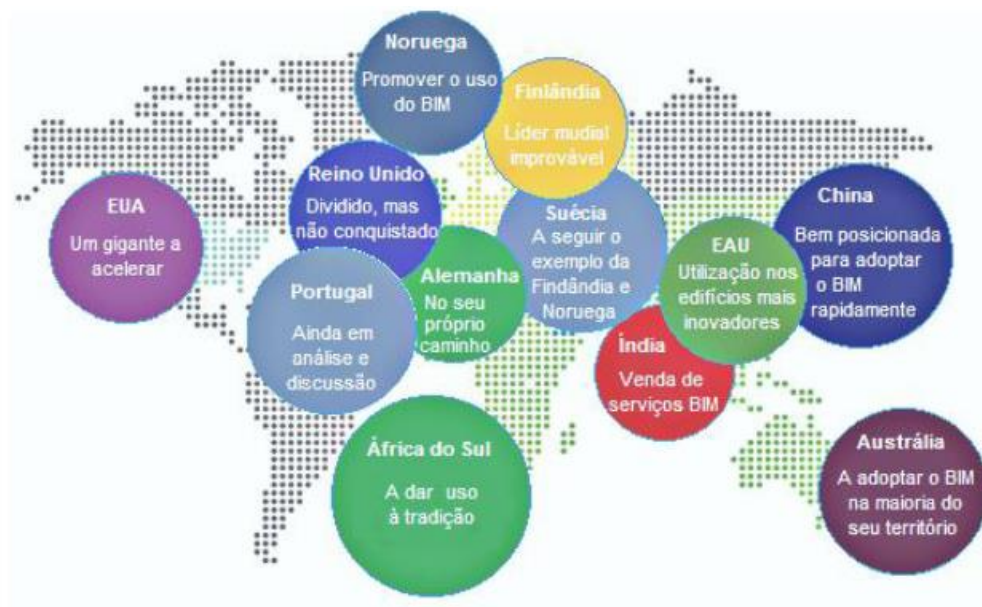 Noruega
Promover o uso
do BIM
Finlândia
Líder mudial
improvável
Reino Unido
Dividido, mas
não conquistado
EUA
Um gigante a
acelerar
Suécia
A seguir o
exemplo da
Findândia e
Noruega
China
Bem posicionada
para adoptar
o BIM
rapidamente
EAU
Utilização nos
edifícios mais
inovadores
Portugal
Ainda em
análise e
discussão
Alemanha
No seu
próprio
caminho
Índia
Venda de
serviços BIM
África do Sul
A dar uso
à tradição
Austrália
A adoptar o BIM
na maioria do
seu território